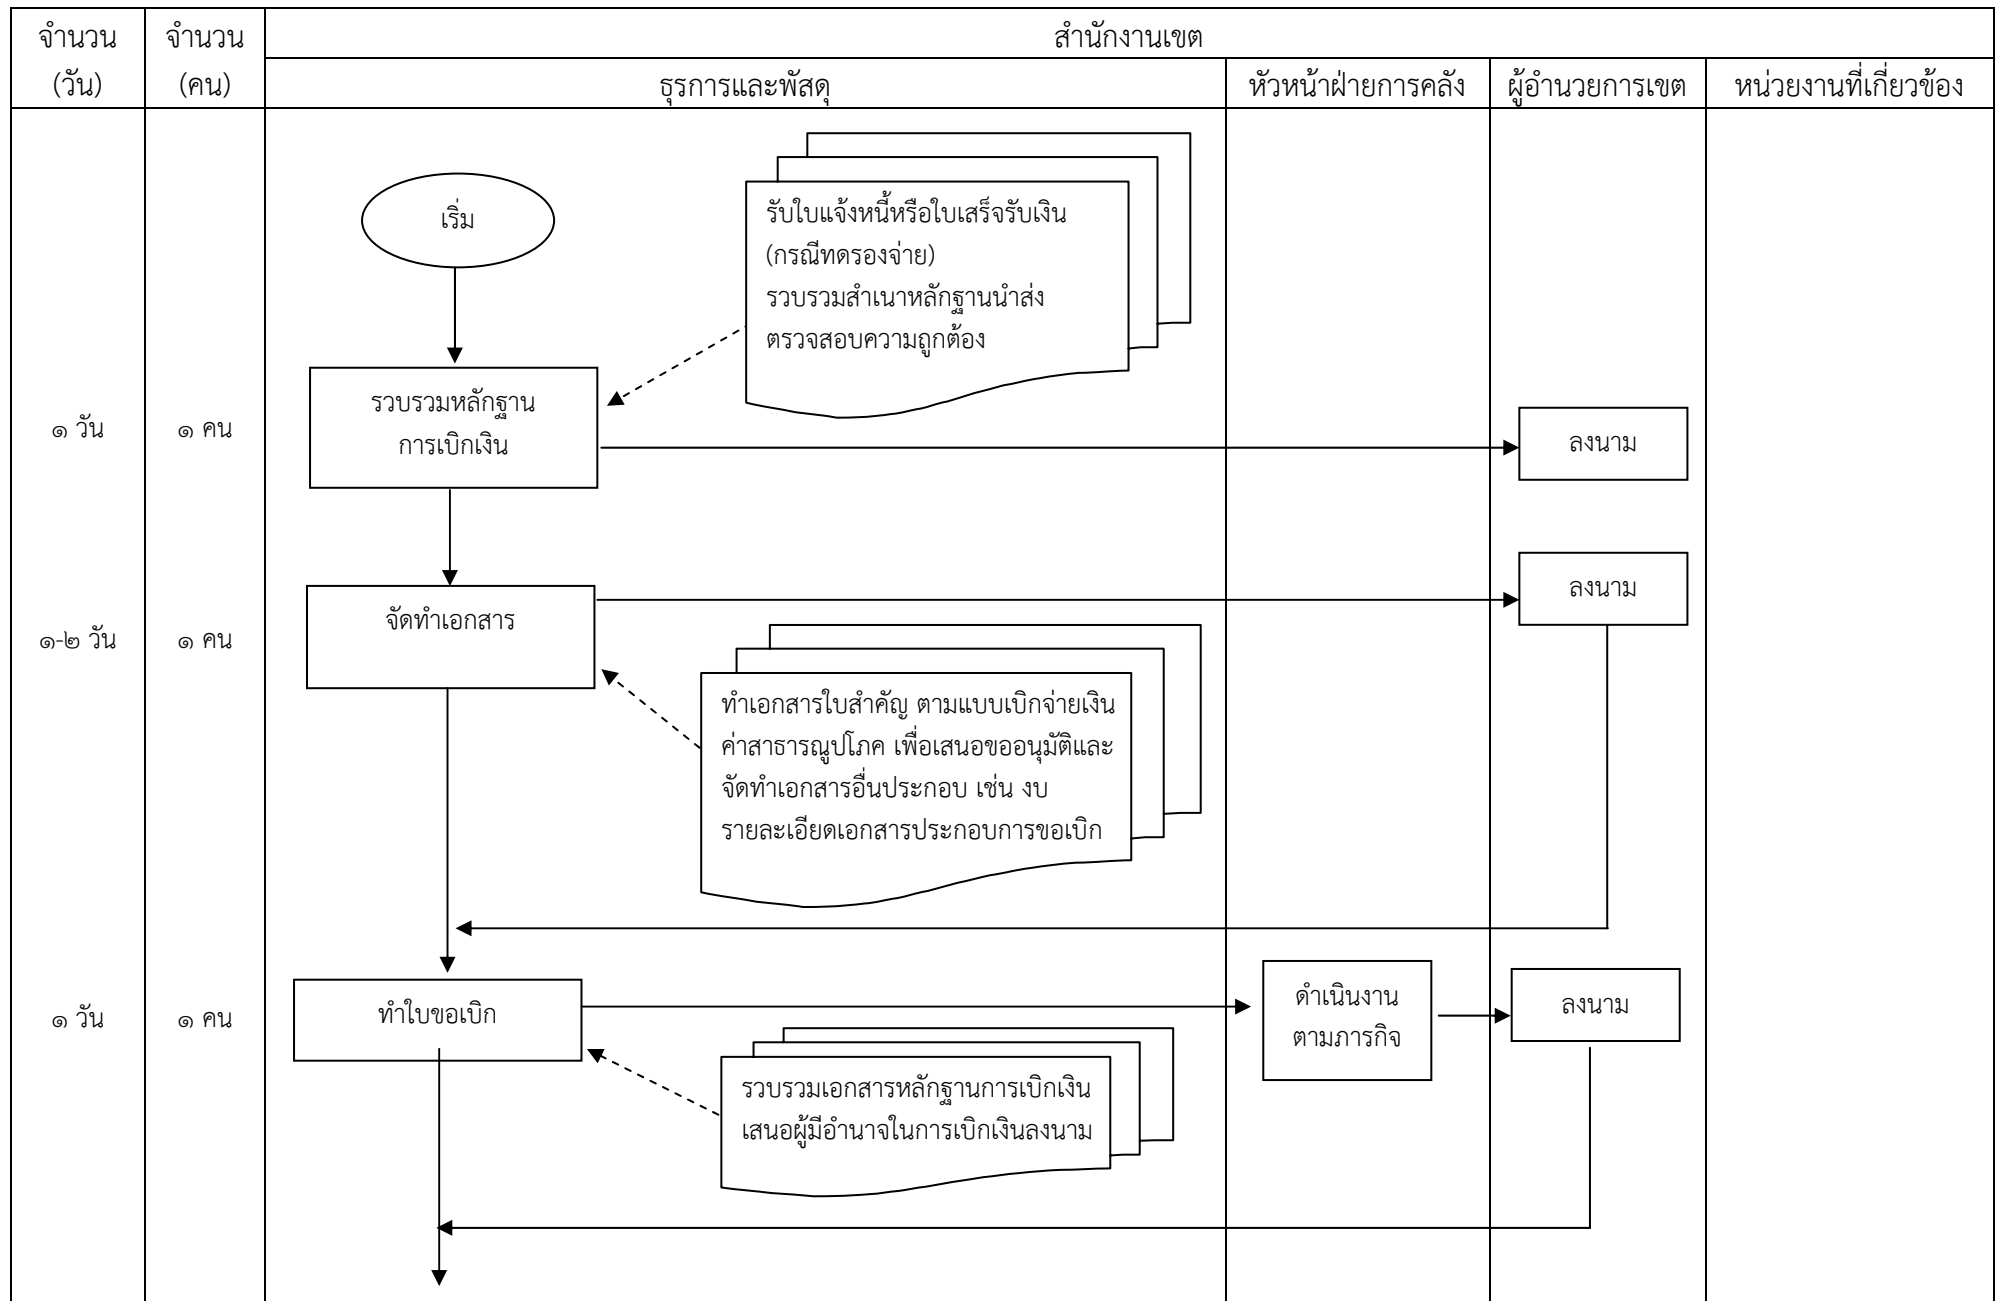 จำนวน
(วัน)
จำนวน
(คน)
สำนักงานเขต
ธุรการและพัสดุ
หัวหน้าฝ่ายการคลัง
ผู้อำนวยการเขต
หน่วยงานที่เกี่ยวข้อง
เริ่ม
รับใบแจ้งหนี้หรือใบเสร็จรับเงิน
(กรณีทดรองจ่าย)
รวบรวมสำเนาหลักฐานนำส่ง
ตรวจสอบความถูกต้อง
๑ วัน
๑ คน
รวบรวมหลักฐาน
การเบิกเงิน
ลงนาม
๑-๒ วัน
๑ คน
จัดทำเอกสาร
ลงนาม
ทำเอกสารใบสำคัญ ตามแบบเบิกจ่ายเงิน
ค่าสาธารณูปโภค เพื่อเสนอขออนุมัติและ
จัดทำเอกสารอื่นประกอบ เช่น งบ
รายละเอียดเอกสารประกอบการขอเบิก
๑ วัน
๑ คน
ทำใบขอเบิก
ดำเนินงาน
ตามภารกิจ
ลงนาม
รวบรวมเอกสารหลักฐานการเบิกเงิน
เสนอผู้มีอำนาจในการเบิกเงินลงนาม